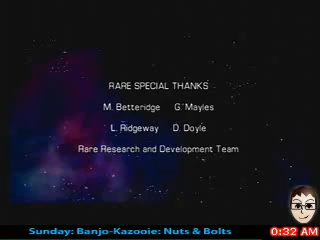 RARE SPECIAL THANKS
M. Betteridge G. Mayles
L. Ridgeway D. Doyle
Rare Research and Development Team
Sunday: Banjo-Kazooie: Nuts & Bolts 0:32 AM